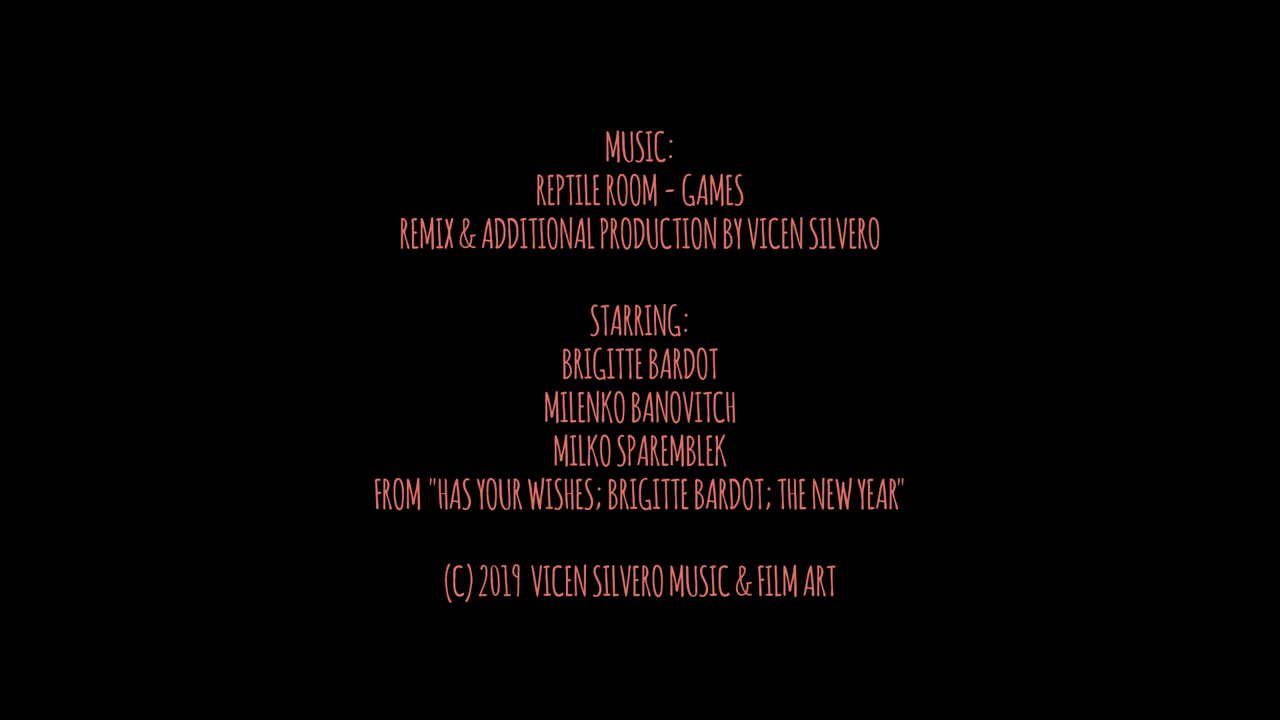 MUSIC:
REPTILE ROOM - GAMES
REMIX & ADDITIONAL PRODUCTION BY VICEN SILVERO
STARRING:
BRIGITTE BARDOT
MILENKO BANOVITCH
MILKO SPAREMBLEK
FROM "HAS YOUR WISHES; BRIGITTE BARDOT; THE NEW YEAR"
(C) 2019 VICEN SILVERO MUSIC & FILM ART